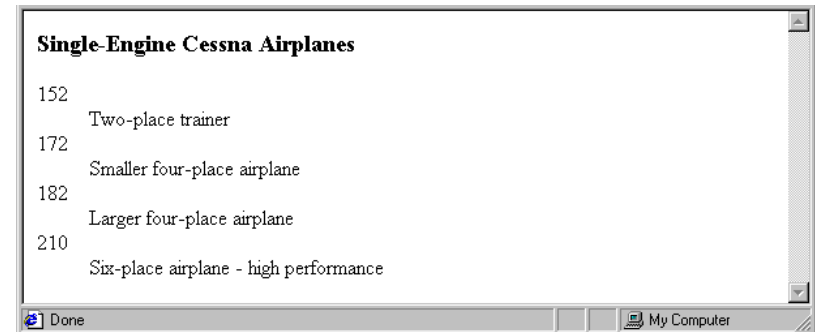 Single-Engine Cessna Airplanes
152
Two-place trainer
172
Smaller four-place airplane
182
Larger four-place airplane
210
Six-place airplane - high performance
Done
My Computer